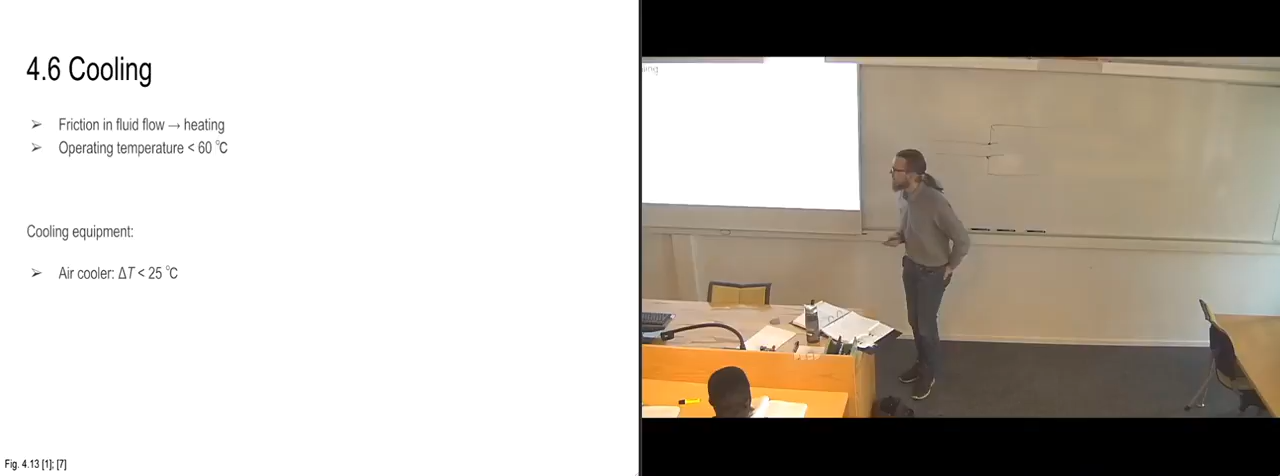 4.6 Cooling
➢ Friction in fluid flow → heating
➢ Operating temperature < 60 °C
Cooling equipment:
➢ Air cooler: ΔT < 25 °C
Fig. 4.13 [1]; [7]